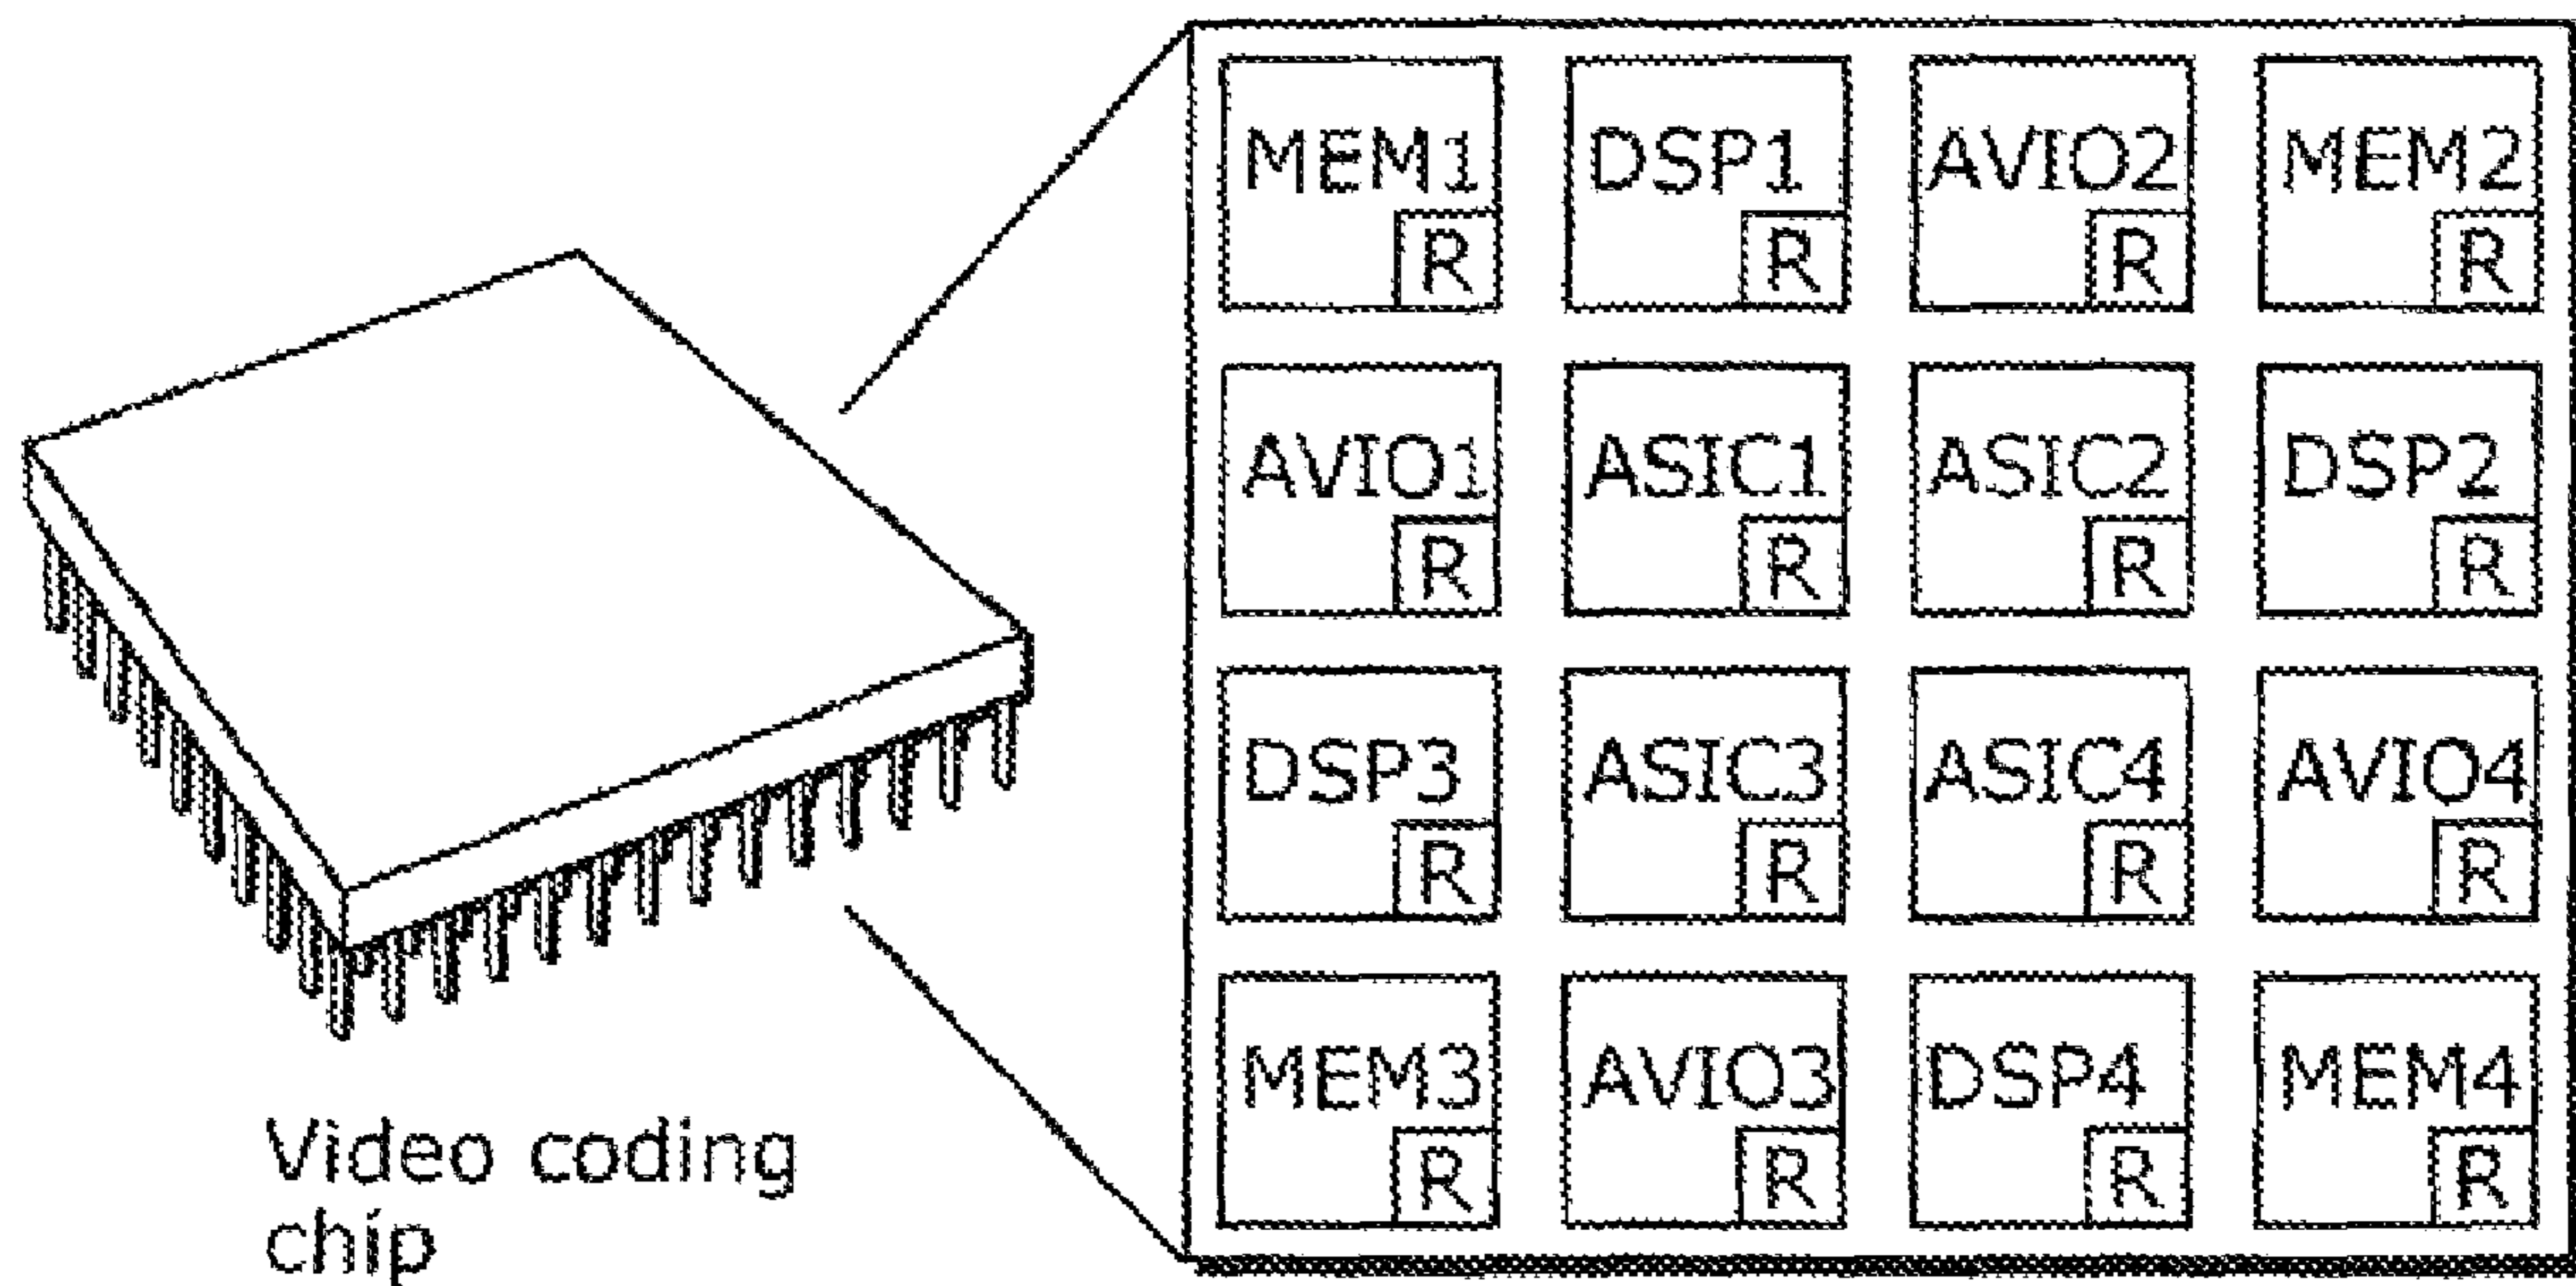 MEM1 DSP1 AVIO2 MEM2
R R R R
AVIO1 ASIC1 ASIC2 DSP2
R R R R
DSP3 ASIC3 ASIC4 AVIO4
R R R R
MEM3 AVIO3 DSP4 MEM4
R R R R
Video coding
chip